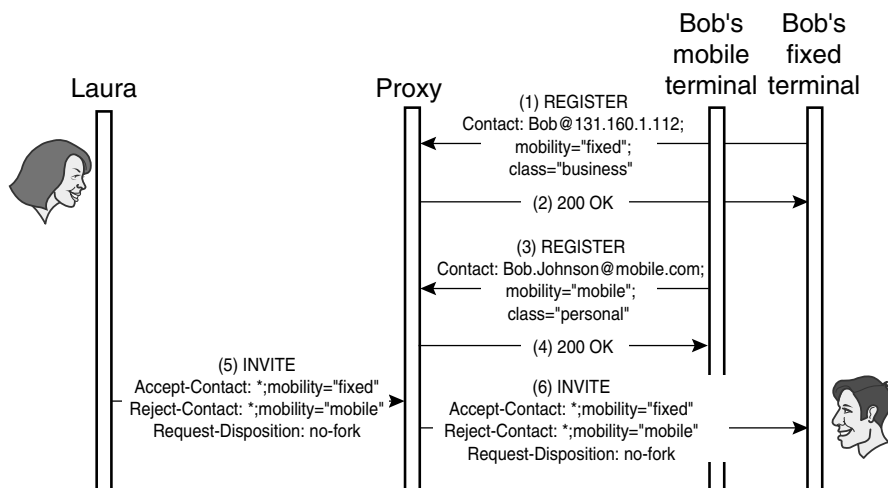 Laura
Proxy
Bob's
mobile
terminal
Bob's
fixed
terminal
(1) REGISTER
Contact: Bob@131.160.1.112;
mobility="fixed";
class="business"
(2) 200 OK
(3) REGISTER
Contact: Bob.Johnson@mobile.com;
mobility="mobile";
class="personal"
(4) 200 OK
(5) INVITE
Accept-Contact: *;mobility="fixed"
Reject-Contact: *;mobility="mobile"
Request-Disposition: no-fork
(6) INVITE
Accept-Contact: *;mobility="fixed"
Reject-Contact: *;mobility="mobile"
Request-Disposition: no-fork